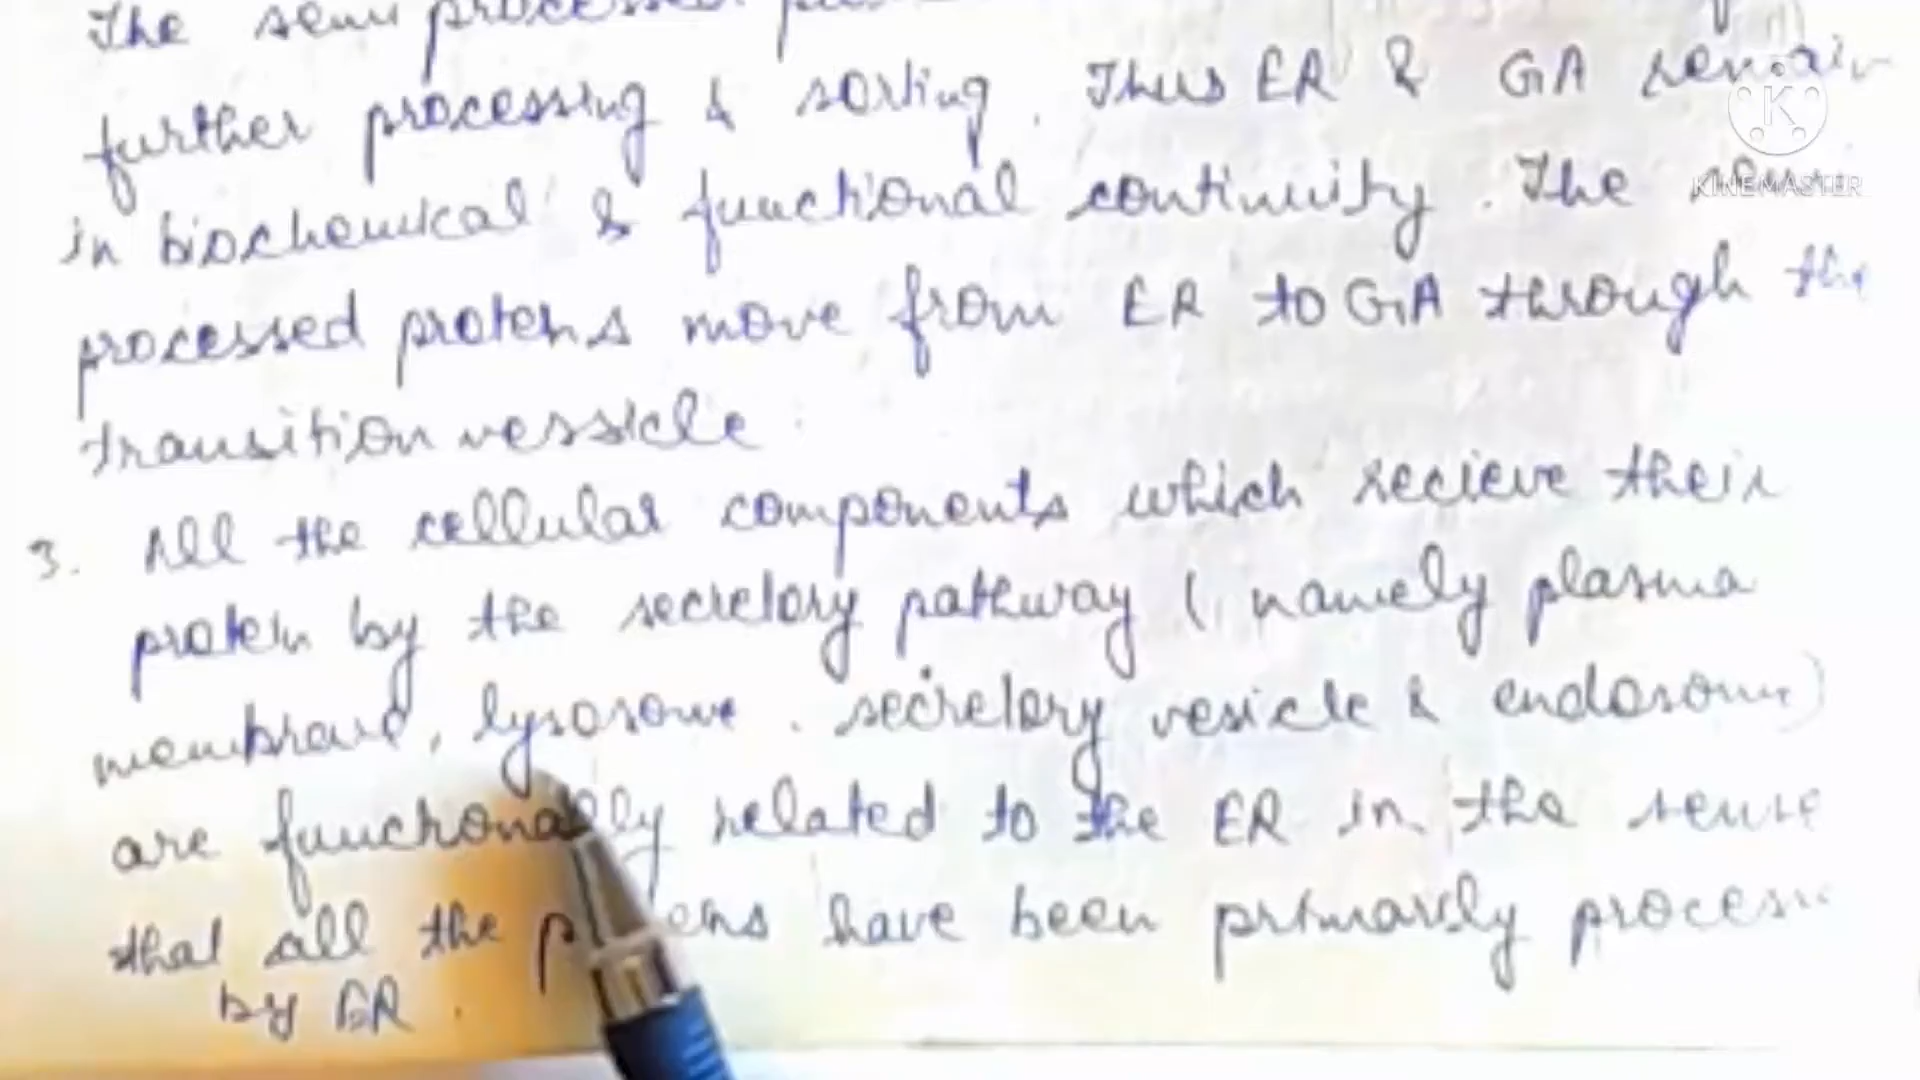 The semi processed
further processing & sorting. Thus ER & GA remain
in biochemical & functional continuity. The
processed proteins move from ER to GA through the
transition vessicle.
3. All the cellular components which recieve their
protein by the secretory pathway (namely plasma
membrane, lysosome. secretory vesicle & endosome)
are functionally related to the ER in the sense
that all the have been primarily
by ER.
KINEMASTER